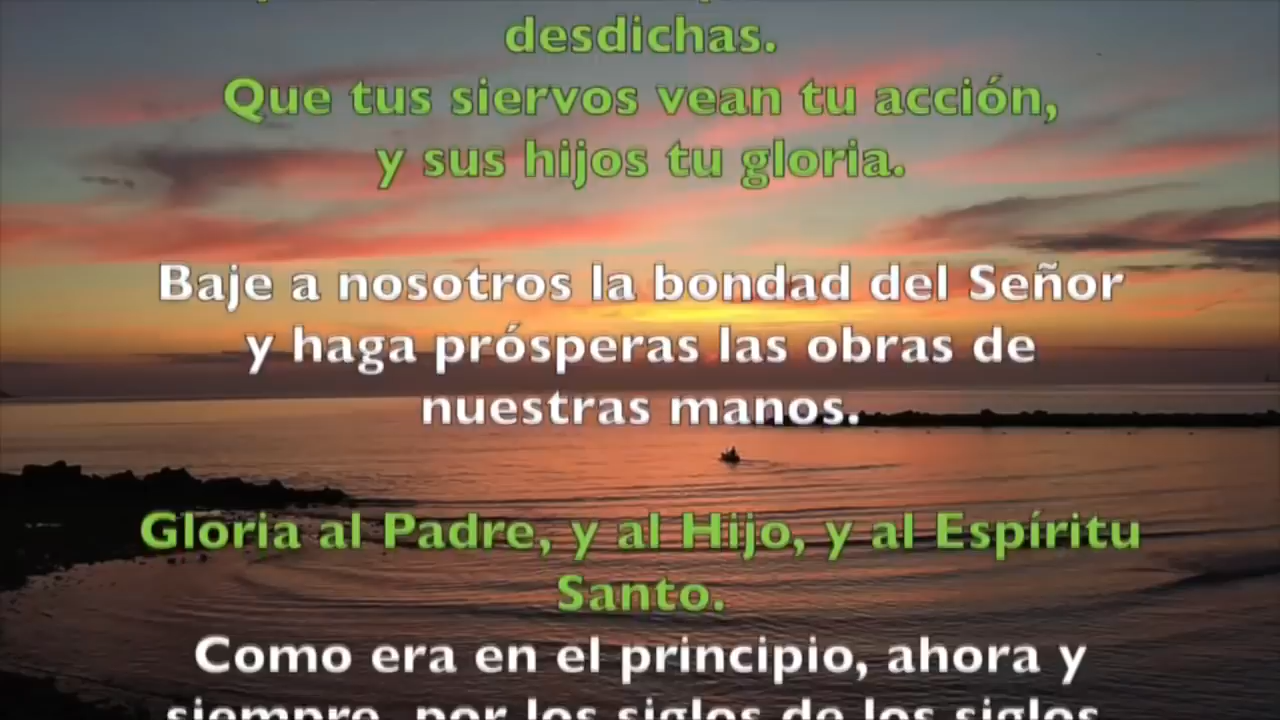 desdichas.
Que tus siervos vean tu acción,
y sus hijos tu gloria.
Baje a nosotros la bondad del Señor
y haga prósperas las obras de
nuestras manos.
Gloria al Padre, y al Hijo, y al Espíritu
Santo.
Como era en el principio, ahora y
siempre, por los siglos de los siglos